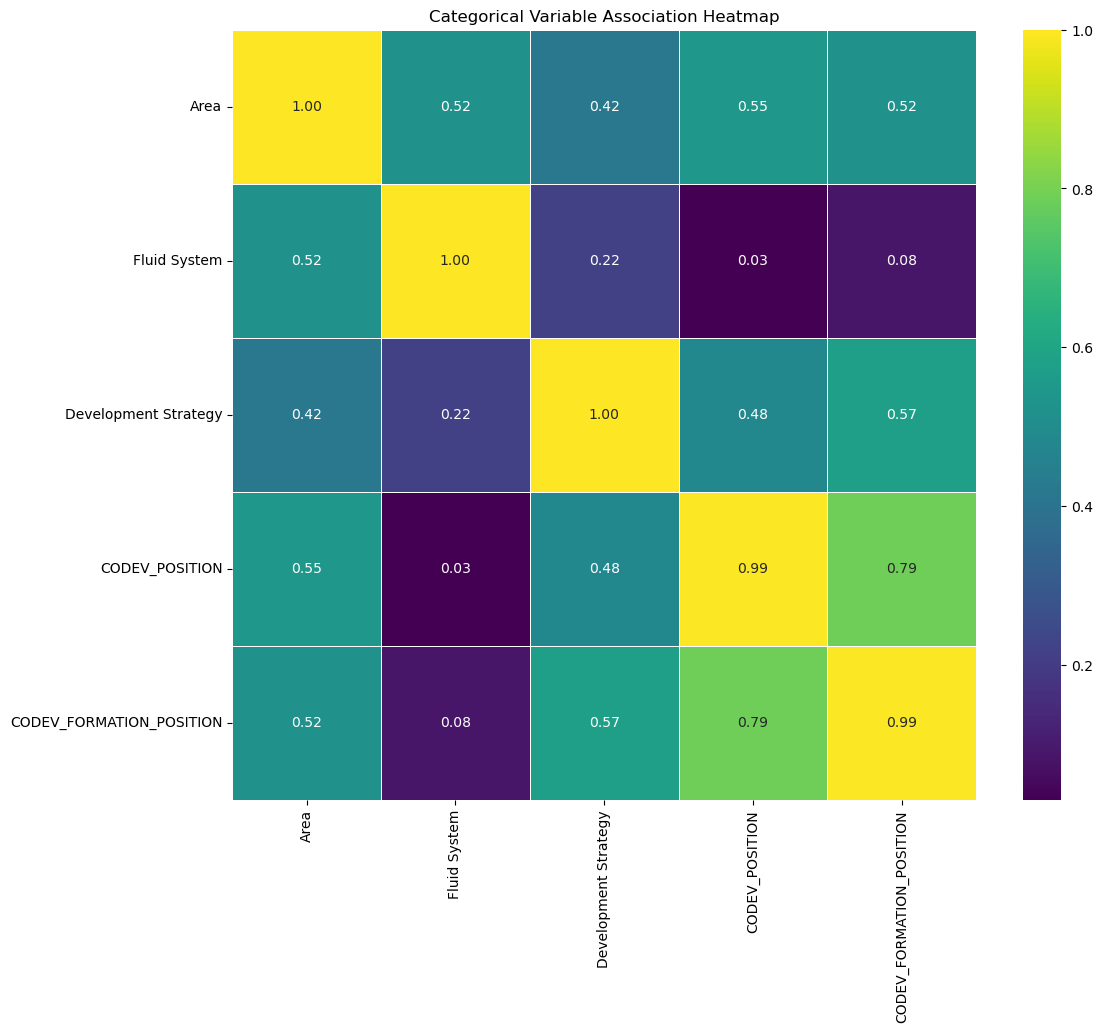 Categorical Variable Association Heatmap
Area
1.00 0.52 0.42 0.55 0.52
Fluid System
0.52 1.00 0.22 0.03 0.08
Development Strategy
0.42 0.22 1.00 0.48 0.57
CODEV_POSITION
0.55 0.03 0.48 0.99 0.79
CODEV_FORMATION_POSITION
0.52 0.08 0.57 0.79 0.99
Area
Fluid System
Development Strategy
CODEV_POSITION
CODEV_FORMATION_POSITION
1.0
0.8
0.6
0.4
0.2